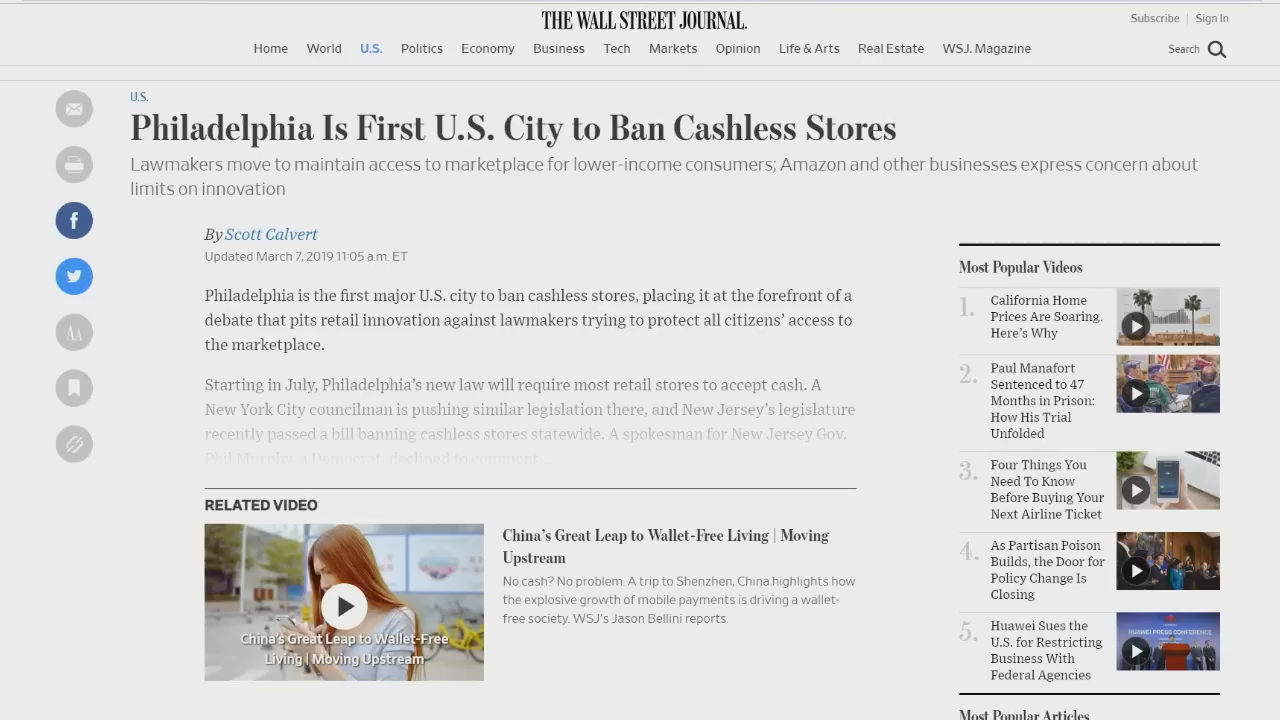 THE WALL STREET JOURNAL.
Subscribe | Sign In
Home World U.S. Politics Economy Business Tech Markets Opinion Life & Arts Real Estate WSJ. Magazine
Search
U.S.
Philadelphia Is First U.S. City to Ban Cashless Stores
Lawmakers move to maintain access to marketplace for lower-income consumers; Amazon and other businesses express concern about
limits on innovation
By Scott Calvert
Updated March 7, 2019 11:05 a.m. ET
Philadelphia is the first major U.S. city to ban cashless stores, placing it at the forefront of a
debate that pits retail innovation against lawmakers trying to protect all citizens' access to
the marketplace.
Starting in July, Philadelphia's new law will require most retail stores to accept cash. A
New York City councilman is pushing similar legislation there, and New Jersey's legislature
recently passed a bill banning cashless stores statewide. A spokesman for New Jersey Gov.
Phil Murphy, a Democrat, declined to comment...
RELATED VIDEO
China's Great Leap to Wallet-Free
Living | Moving Upstream
China's Great Leap to Wallet-Free Living | Moving
Upstream
No cash? No problem. A trip to Shenzhen, China highlights how
the explosive growth of mobile payments is driving a wallet-
free society. WSJ's Jason Bellini reports.
Most Popular Videos
1. California Home
Prices Are Soaring.
Here's Why
2. Paul Manafort
Sentenced to 47
Months in Prison:
How His Trial
Unfolded
3. Four Things You
Need To Know
Before Buying Your
Next Airline Ticket
4. As Partisan Poison
Builds, the Door for
Policy Change Is
Closing
5. Huawei Sues the
U.S. for Restricting
Business With
Federal Agencies
HUAWEI PRESS CONFERENCE
Most Popular Articles